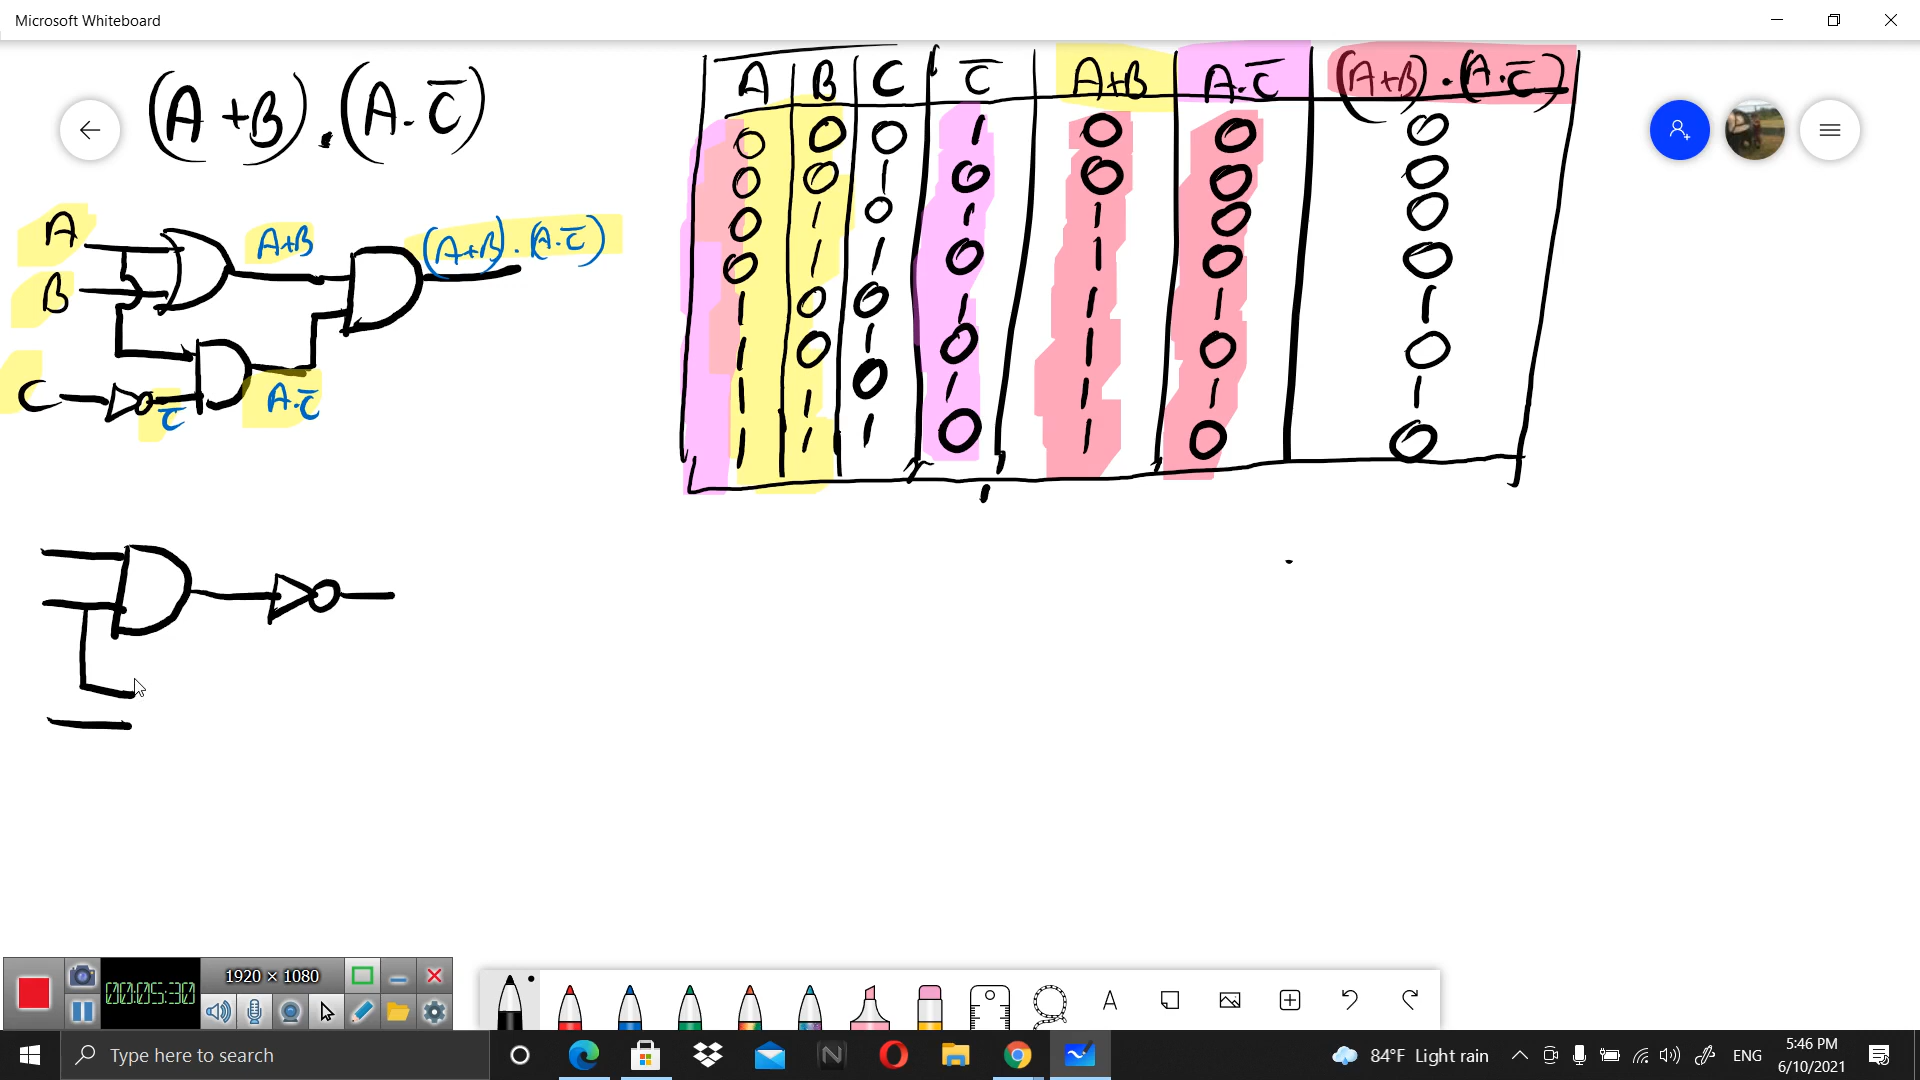 Microsoft Whiteboard
(A+B).(A.C̅)
A
B
C
A+B
(A+B).(A.C̅)
C̅
A.C̅
A B C C̅ A+B A.C̅ (A+B).(A.C̅)
0 0 0 1 0 0 0
0 0 1 0 0 0 0
0 1 0 1 1 0 0
0 1 1 0 1 0 0
1 0 0 1 1 1 1
1 0 1 0 1 0 0
1 1 0 1 1 1 1
1 1 1 0 1 0 0
1920 × 1080
00:05:30
A
Type here to search
84°F Light rain
ENG
5:46 PM
6/10/2021